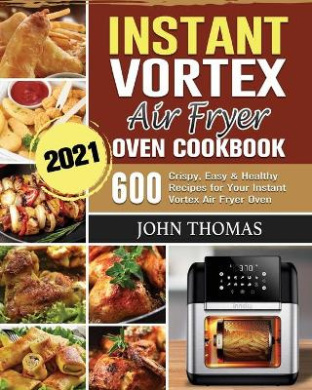 INSTANT
VORTEX
Air Fryer
OVEN COOKBOOK
2021
600 Crispy, Easy & Healthy
Recipes for Your Instant
Vortex Air Fryer Oven
JOHN THOMAS
370